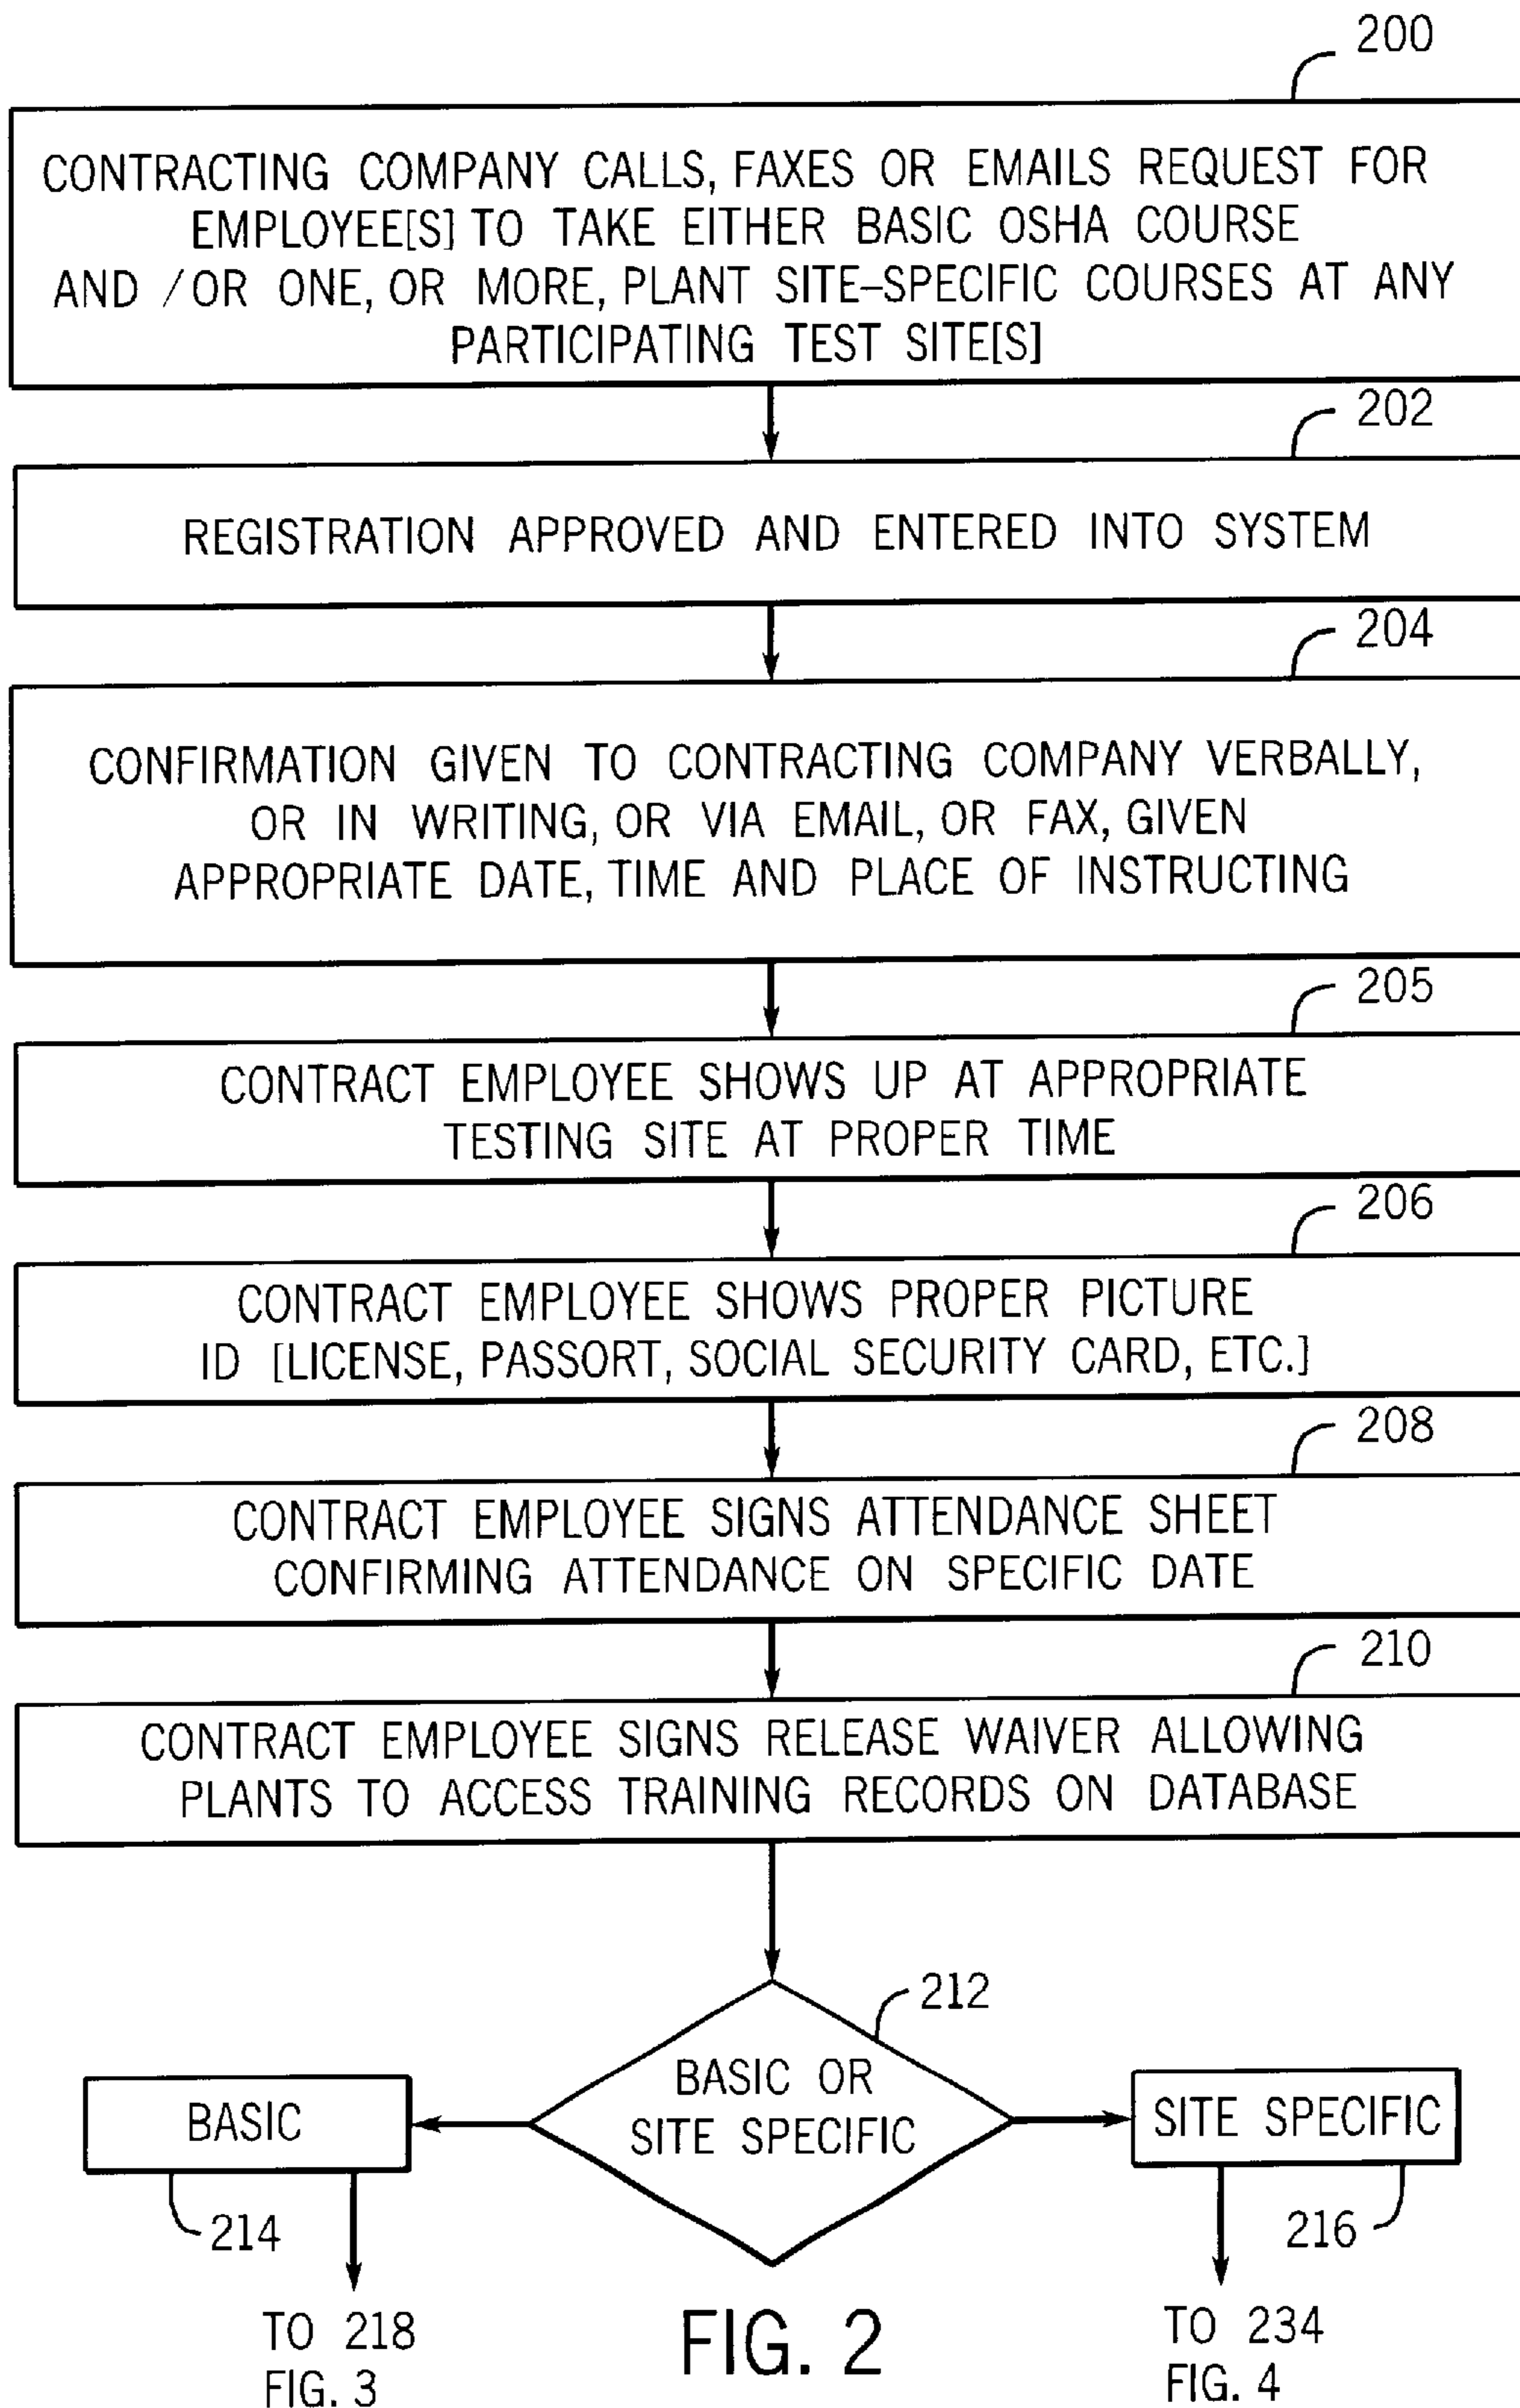 200
CONTRACTING COMPANY CALLS, FAXES OR EMAILS REQUEST FOR
EMPLOYEE[S] TO TAKE EITHER BASIC OSHA COURSE
AND /OR ONE, OR MORE, PLANT SITE-SPECIFIC COURSES AT ANY
PARTICIPATING TEST SITE[S]
202
REGISTRATION APPROVED AND ENTERED INTO SYSTEM
204
CONFIRMATION GIVEN TO CONTRACTING COMPANY VERBALLY,
OR IN WRITING, OR VIA EMAIL, OR FAX, GIVEN
APPROPRIATE DATE, TIME AND PLACE OF INSTRUCTING
205
CONTRACT EMPLOYEE SHOWS UP AT APPROPRIATE
TESTING SITE AT PROPER TIME
206
CONTRACT EMPLOYEE SHOWS PROPER PICTURE
ID [LICENSE, PASSORT, SOCIAL SECURITY CARD, ETC.]
208
CONTRACT EMPLOYEE SIGNS ATTENDANCE SHEET
CONFIRMING ATTENDANCE ON SPECIFIC DATE
210
CONTRACT EMPLOYEE SIGNS RELEASE WAIVER ALLOWING
PLANTS TO ACCESS TRAINING RECORDS ON DATABASE
212
BASIC OR
SITE SPECIFIC
BASIC
SITE SPECIFIC
214
216
TO 218
FIG. 3
FIG. 2
TO 234
FIG. 4